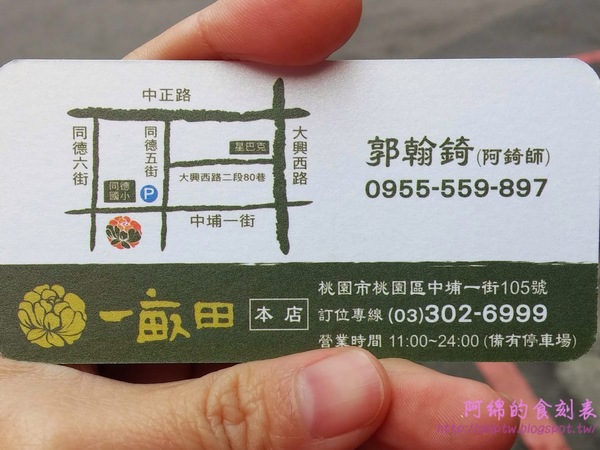 中正路
同德六街
同德五街
星巴克
大興西路
大興西路二段80巷
同德
國小
P
中埔一街
郭翰錡(阿錡師)
0955-559-897
一畝田
本店
桃園市桃園區中埔一街105號
訂位專線 (03)302-6999
營業時間 11:00~24:00 (備有停車場)
阿綿的食刻表